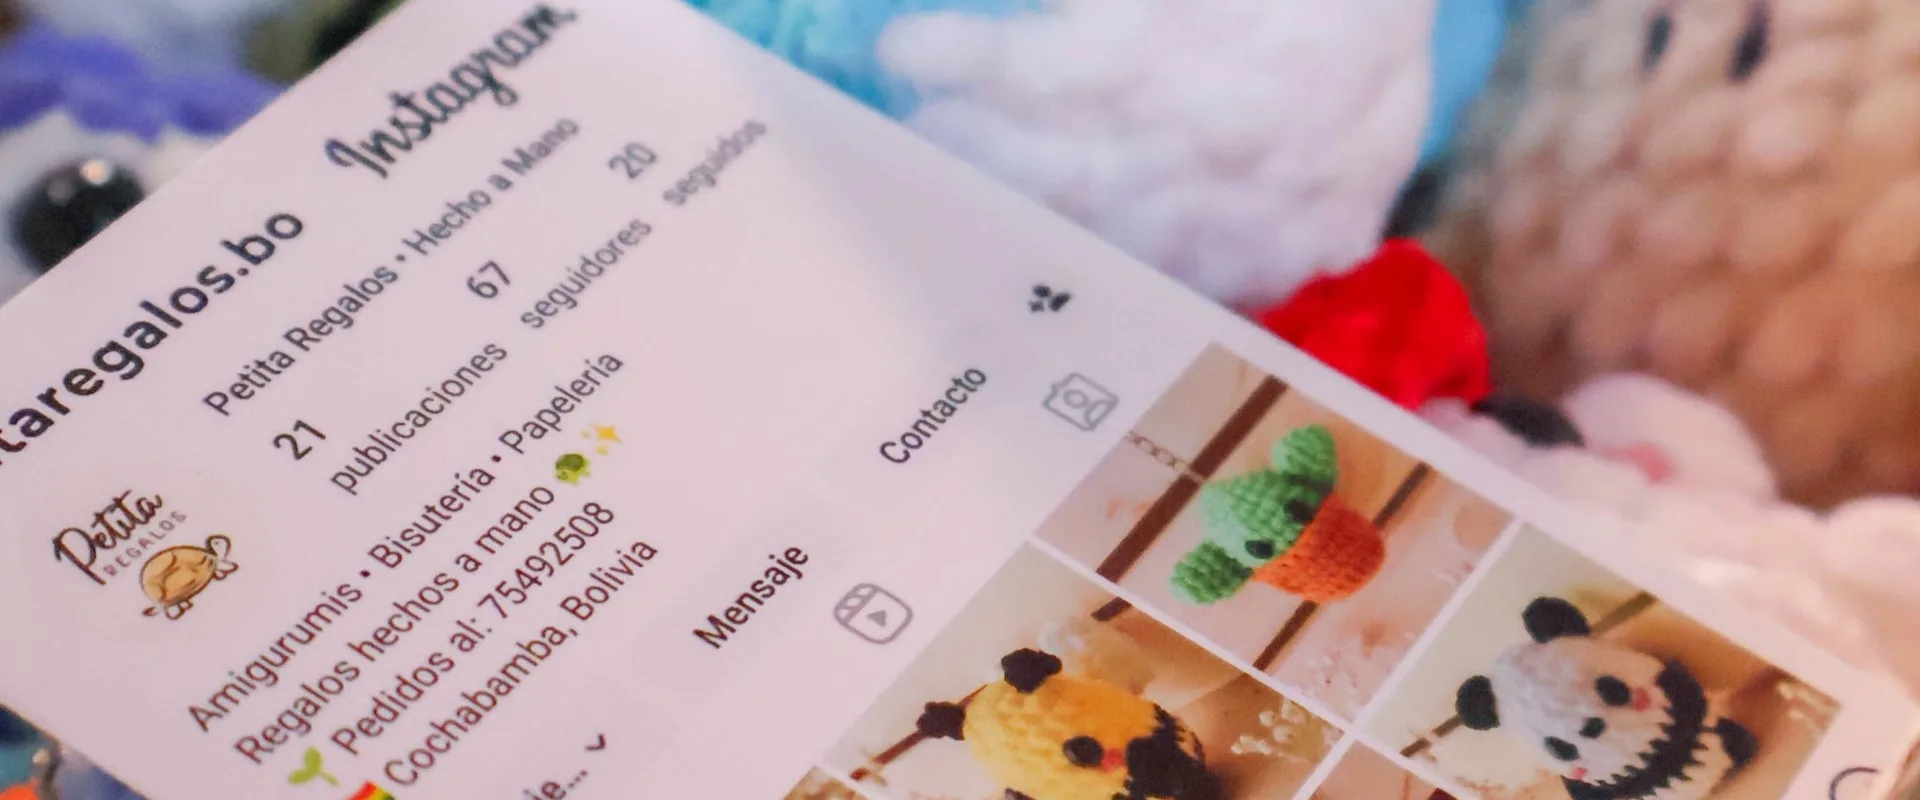 Instagram
taregalos.bo
Petita Regalos • Hecho a Mano
21 67 20
publicaciones seguidores seguidos
Petita
REGALOS
Amigurumis • Bisutería • Papelería
Regalos hechos a mano 🐢✨
🌱 Pedidos al: 75492508
Cochabamba, Bolivia
je... 
Mensaje
Contacto